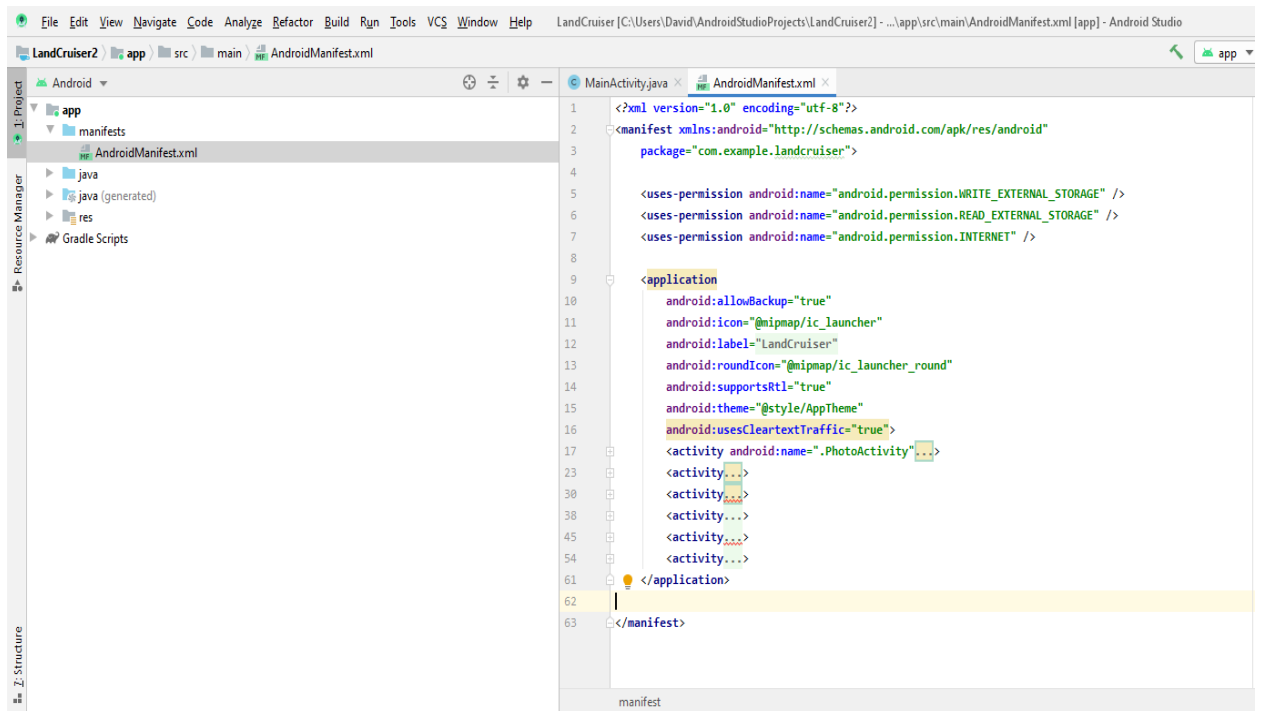 File Edit View Navigate Code Analyze Refactor Build Run Tools VCS Window Help LandCruiser [C:\Users\David\AndroidStudioProjects\LandCruiser2] - ...\app\src\main\AndroidManifest.xml [app] - Android Studio
LandCruiser2 app src main AndroidManifest.xml app
1: Project
Resource Manager
7: Structure
Android
app
manifests
AndroidManifest.xml
java
java (generated)
res
Gradle Scripts
MainActivity.java AndroidManifest.xml
1 <?xml version="1.0" encoding="utf-8"?>
2 <manifest xmlns:android="http://schemas.android.com/apk/res/android"
3 package="com.example.landcruiser">
4
5 <uses-permission android:name="android.permission.WRITE_EXTERNAL_STORAGE" />
6 <uses-permission android:name="android.permission.READ_EXTERNAL_STORAGE" />
7 <uses-permission android:name="android.permission.INTERNET" />
8
9 <application
10 android:allowBackup="true"
11 android:icon="@mipmap/ic_launcher"
12 android:label="LandCruiser"
13 android:roundIcon="@mipmap/ic_launcher_round"
14 android:supportsRtl="true"
15 android:theme="@style/AppTheme"
16 android:usesCleartextTraffic="true">
17 <activity android:name=".PhotoActivity"...>
23 <activity...>
30 <activity...>
38 <activity...>
45 <activity...>
54 <activity...>
61 </application>
62
63 </manifest>
manifest